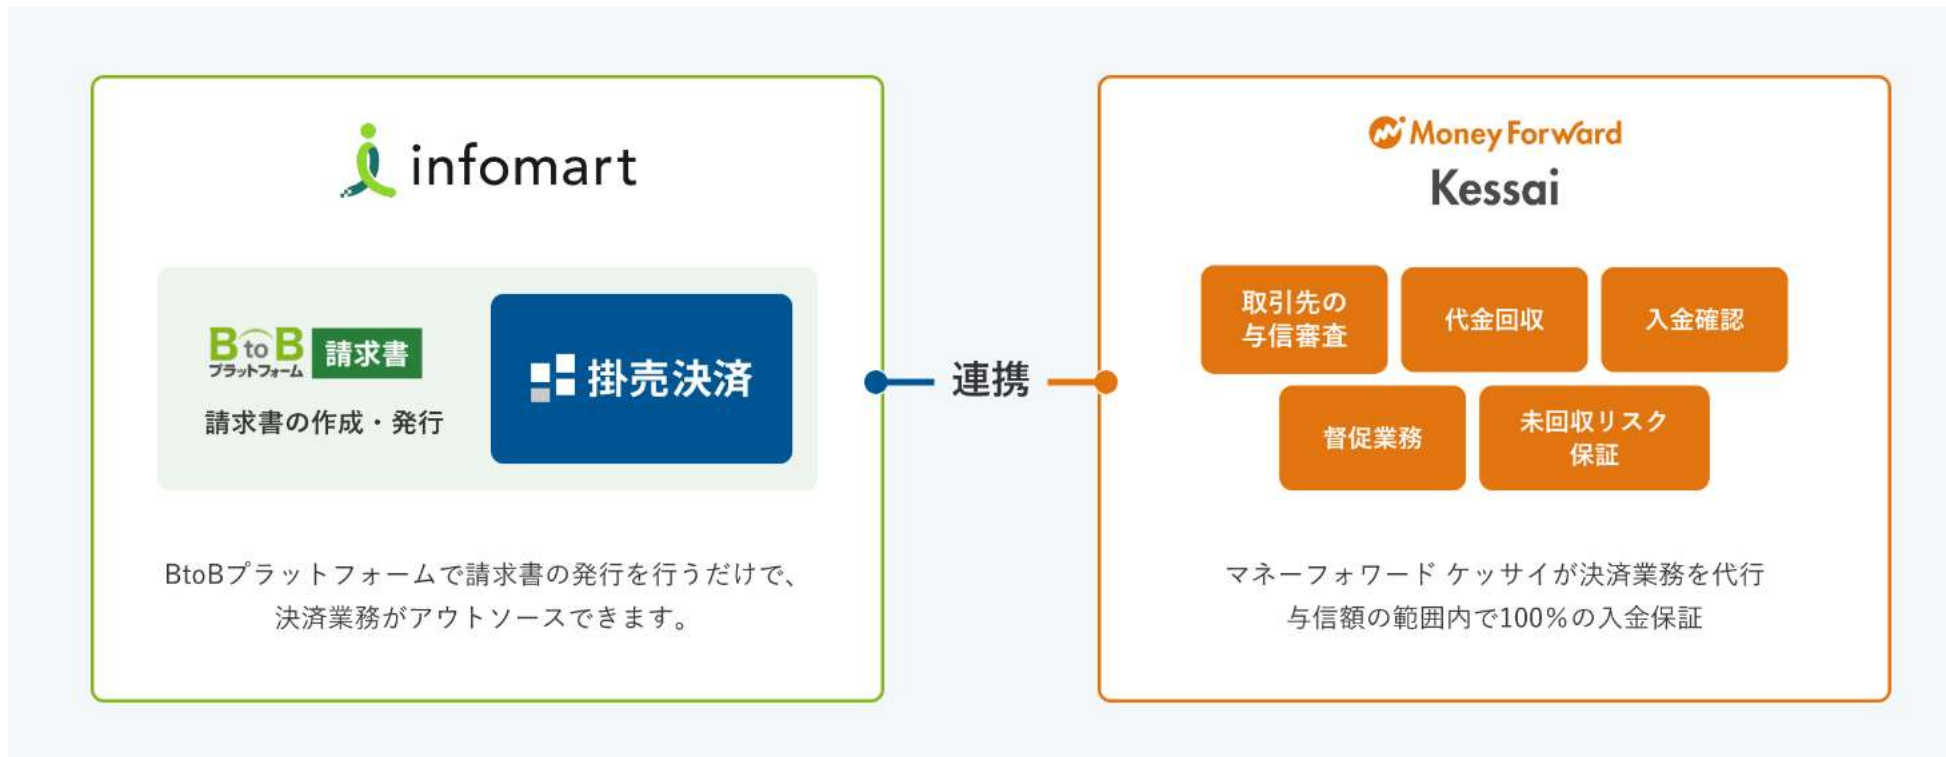 infomart
BtoB
プラットフォーム
請求書
請求書の作成・発行
掛売決済
BtoBプラットフォームで請求書の発行を行うだけで、
決済業務がアウトソースできます。
連携
Money Forward
Kessai
取引先の
与信審査
代金回収
入金確認
督促業務
未回収リスク
保証
マネーフォワード ケッサイが決済業務を代行
与信額の範囲内で100％の入金保証